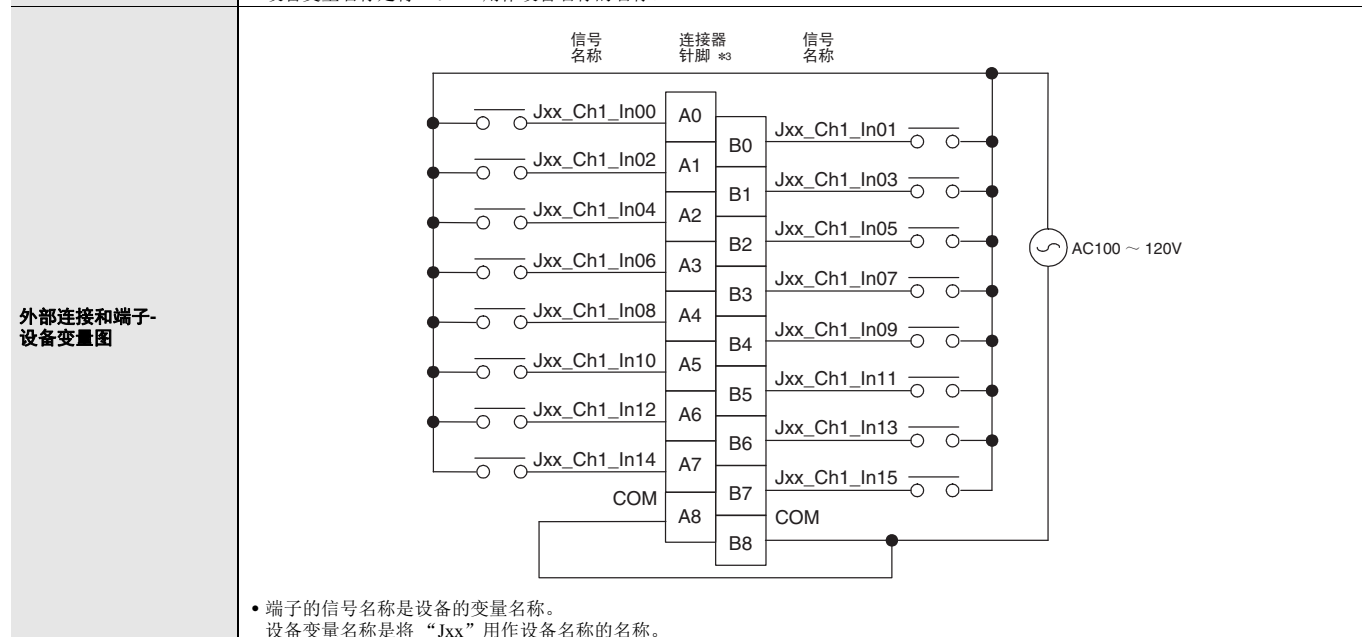 外部连接和端子-
设备变量图
信号
名称
连接器
针脚 *3
信号
名称
Jxx_Ch1_In00
A0
B0
Jxx_Ch1_In01
Jxx_Ch1_In02
A1
B1
Jxx_Ch1_In03
Jxx_Ch1_In04
A2
B2
Jxx_Ch1_In05
Jxx_Ch1_In06
A3
B3
Jxx_Ch1_In07
Jxx_Ch1_In08
A4
B4
Jxx_Ch1_In09
Jxx_Ch1_In10
A5
B5
Jxx_Ch1_In11
Jxx_Ch1_In12
A6
B6
Jxx_Ch1_In13
Jxx_Ch1_In14
A7
B7
Jxx_Ch1_In15
COM
A8
B8
COM
AC100 ～ 120V
• 端子的信号名称是设备的变量名称。
设备变量名称是将 “Jxx”用作设备名称的名称。